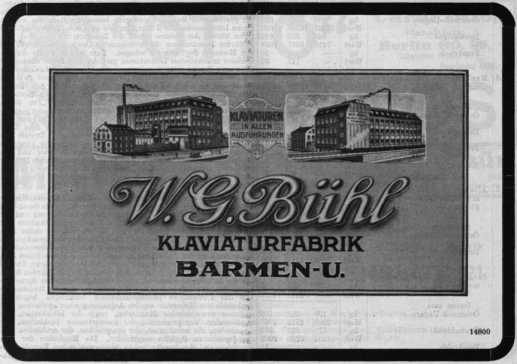 KLAVIATUREN
IN ALLEN
AUSFÜHRUNGEN
W.G.Bühl
KLAVIATURFABRIK
BARMEN-U.
14800